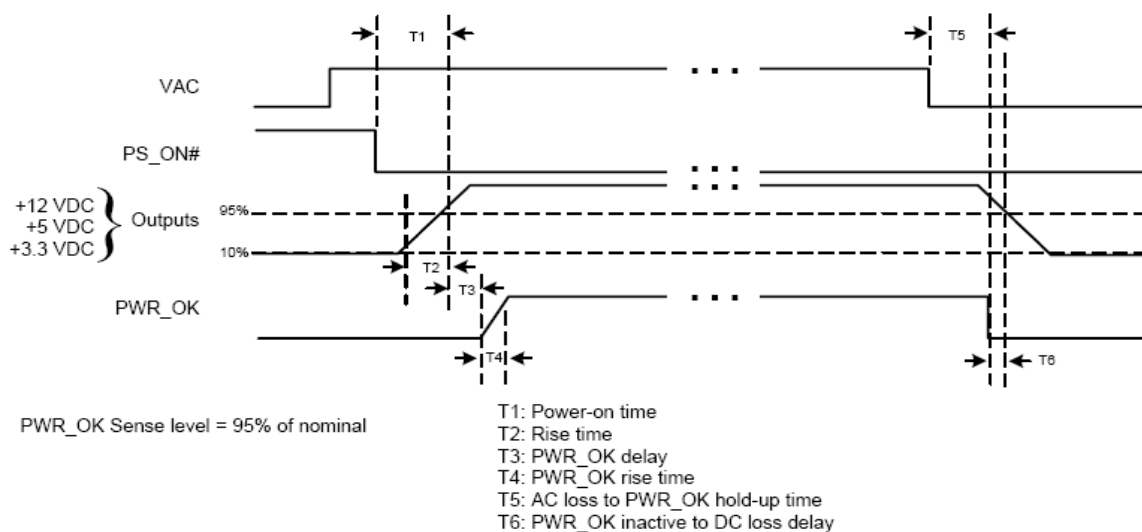 T1
T5
VAC
PS_ON#
+12 VDC
+5 VDC
+3.3 VDC
Outputs
95%
10%
T2
T3
PWR_OK
T4
T6
PWR_OK Sense level = 95% of nominal
T1: Power-on time
T2: Rise time
T3: PWR_OK delay
T4: PWR_OK rise time
T5: AC loss to PWR_OK hold-up time
T6: PWR_OK inactive to DC loss delay